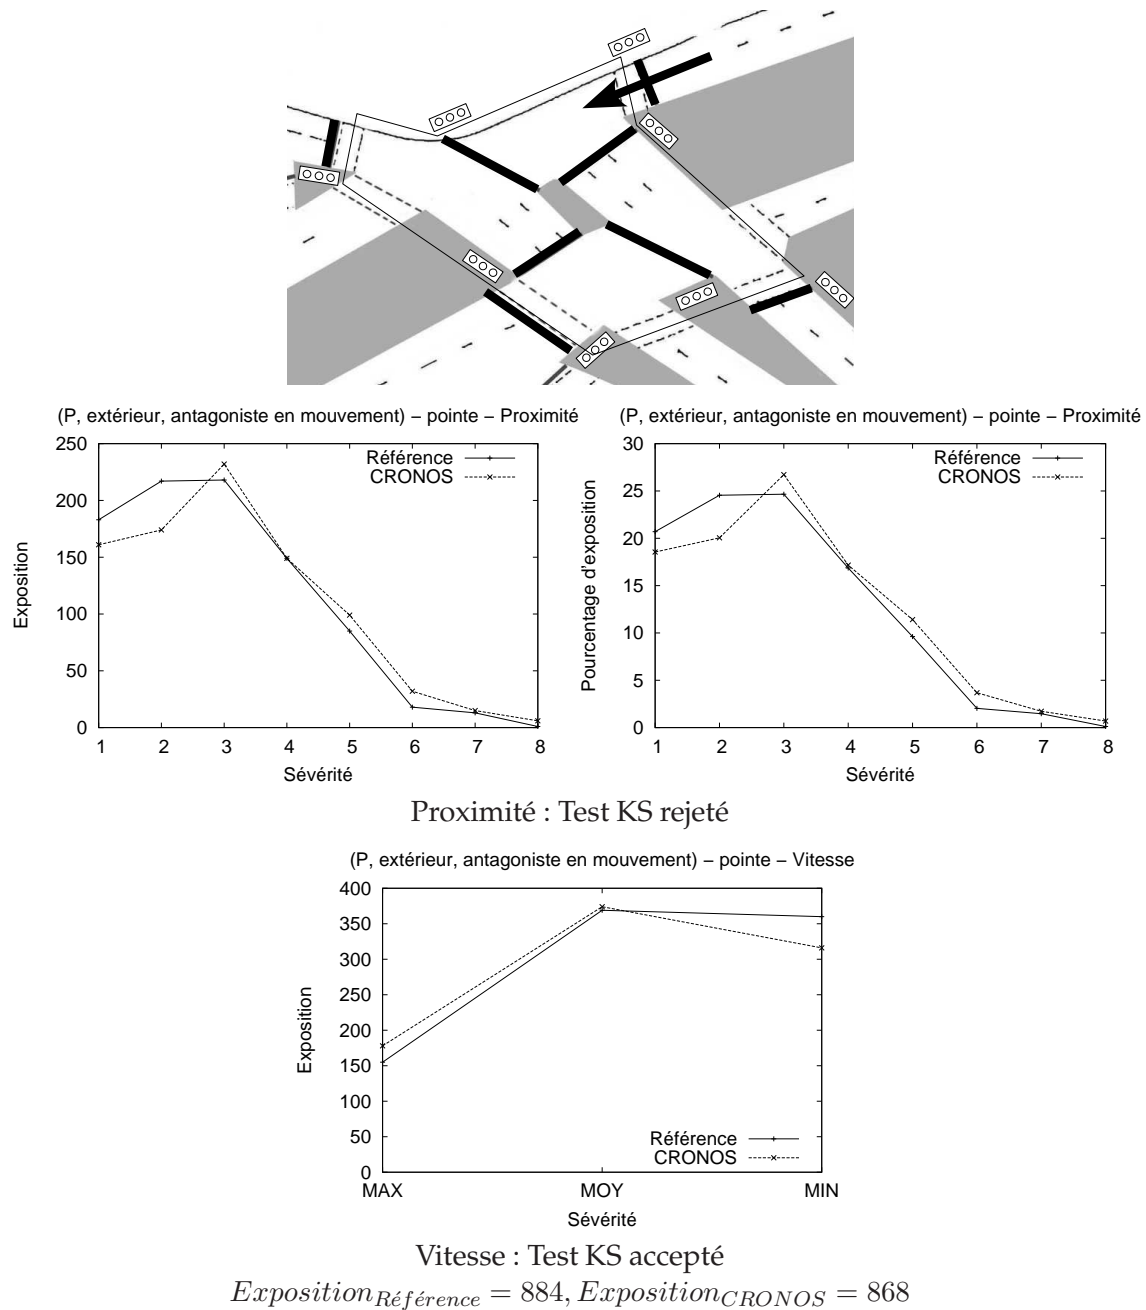 (P, extérieur, antagoniste en mouvement) – pointe – Proximité
250
200
150
100
50
0
Exposition
Référence
CRONOS
1 2 3 4 5 6 7 8
Sévérité
(P, extérieur, antagoniste en mouvement) – pointe – Proximité
30
25
20
15
10
5
0
Pourcentage d'exposition
Référence
CRONOS
1 2 3 4 5 6 7 8
Sévérité
Proximité : Test KS rejeté
(P, extérieur, antagoniste en mouvement) – pointe – Vitesse
400
350
300
250
200
150
100
50
0
Exposition
Référence
CRONOS
MAX MOY MIN
Sévérité
Vitesse : Test KS accepté
Exposition_Référence = 884, Exposition_CRONOS = 868